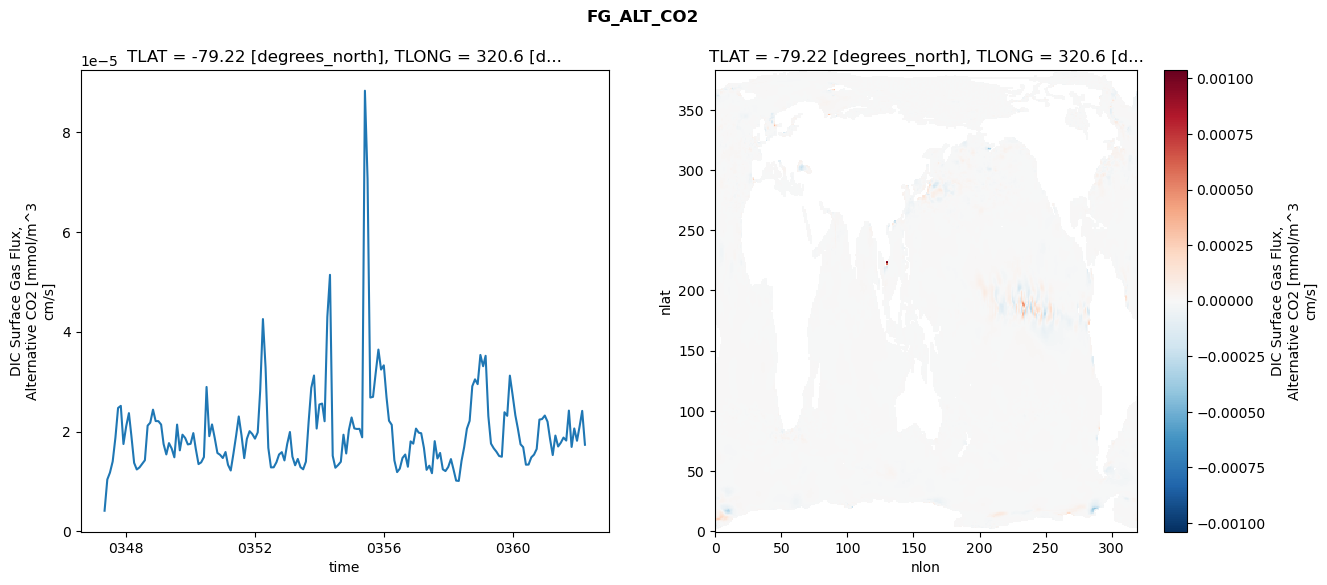 FG_ALT_CO2
TLAT = -79.22 [degrees_north], TLONG = 320.6 [d...
1e−5
8
6
4
2
0
0348
0352
0356
0360
time
DIC Surface Gas Flux,
Alternative CO2 [mmol/m^3
cm/s]
TLAT = -79.22 [degrees_north], TLONG = 320.6 [d...
350
300
250
200
150
100
50
0
0
50
100
150
200
250
300
nlon
nlat
0.00100
0.00075
0.00050
0.00025
0.00000
−0.00025
−0.00050
−0.00075
−0.00100
DIC Surface Gas Flux,
Alternative CO2 [mmol/m^3
cm/s]